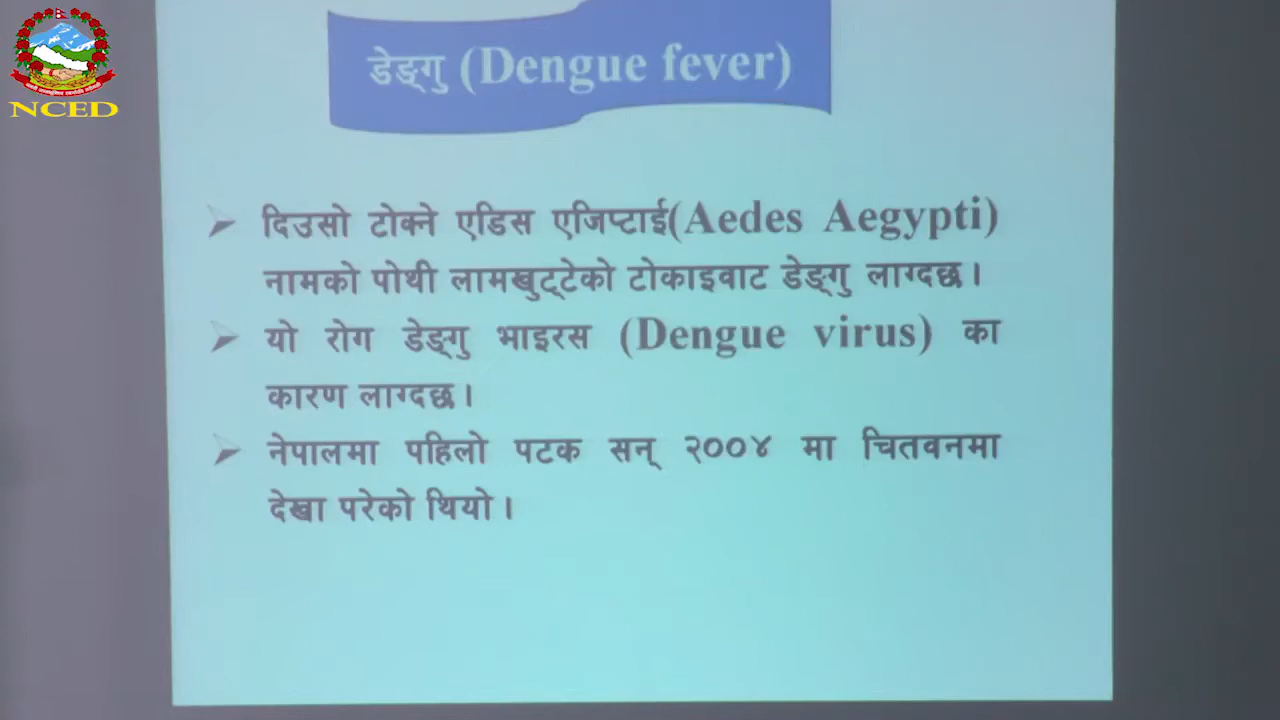 NCED
डेङ्गु (Dengue fever)
दिउसो टोक्ने एडिस एजिप्टाई(Aedes Aegypti)
नामको पोथी लामखुट्टेको टोकाइवाट डेङ्गु लाग्दछ।
यो रोग डेङ्गु भाइरस (Dengue virus) का
कारण लाग्दछ।
नेपालमा पहिलो पटक सन् २००४ मा चितवनमा
देखा परेको थियो।